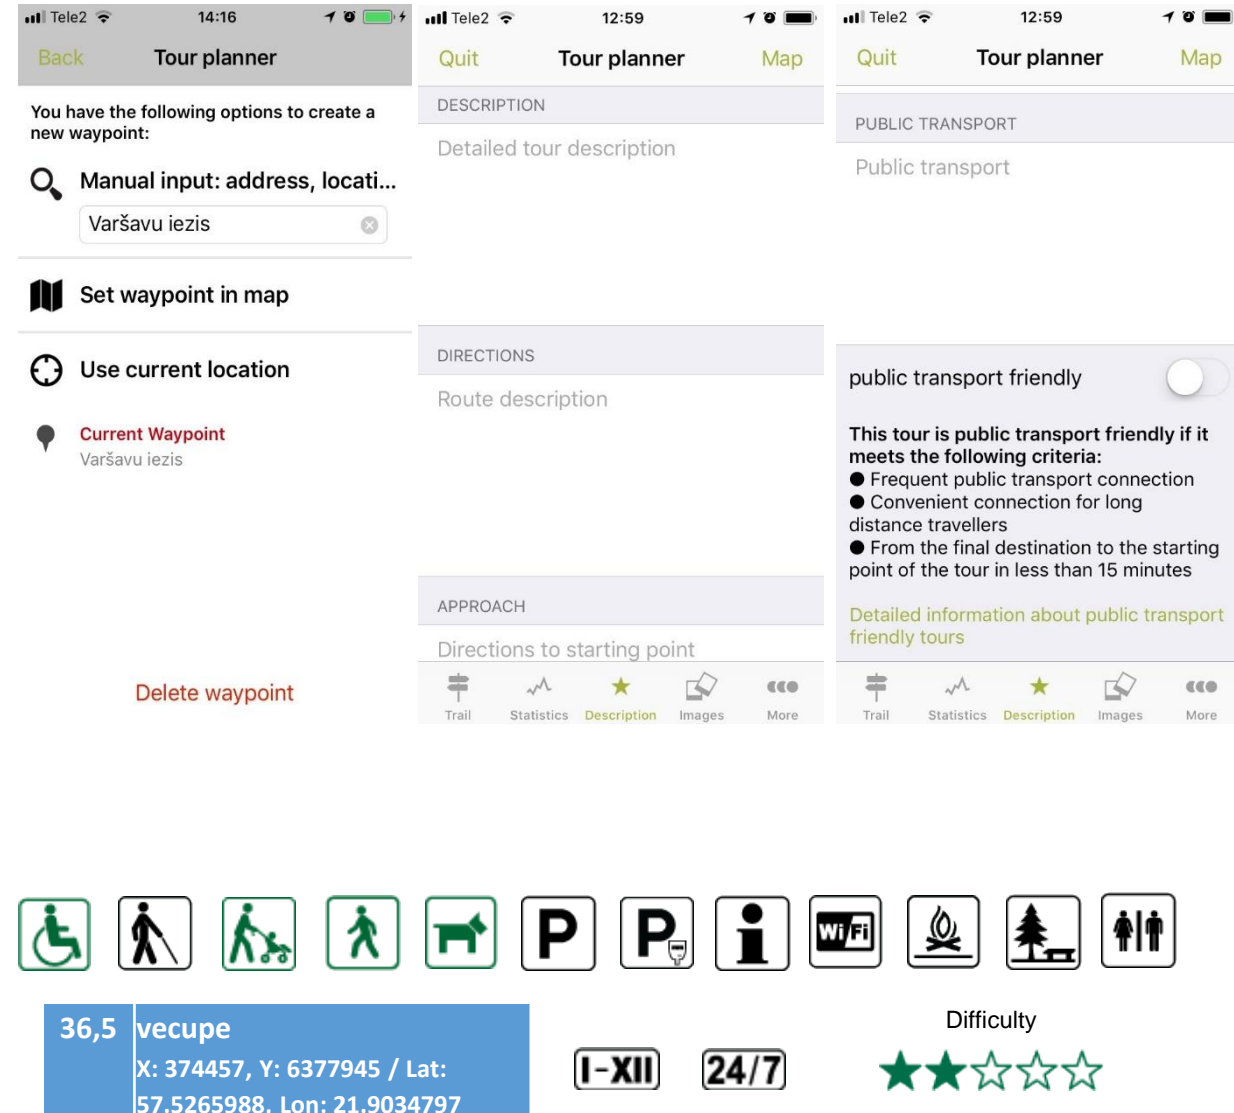 Tele2 14:16
Back Tour planner
You have the following options to create a
new waypoint:
Manual input: address, locati...
Varšavu iezis
Set waypoint in map
Use current location
Current Waypoint
Varšavu iezis
Delete waypoint
Tele2 12:59
Quit Tour planner Map
DESCRIPTION
Detailed tour description
DIRECTIONS
Route description
APPROACH
Directions to starting point
Trail Statistics Description Images More
Tele2 12:59
Quit Tour planner Map
PUBLIC TRANSPORT
Public transport
public transport friendly
This tour is public transport friendly if it
meets the following criteria:
● Frequent public transport connection
● Convenient connection for long
distance travellers
● From the final destination to the starting
point of the tour in less than 15 minutes
Detailed information about public transport
friendly tours
Trail Statistics Description Images More
P P i Wi Fi
36,5 vecupe
X: 374457, Y: 6377945 / Lat:
57.5265988, Lon: 21.9034797
I-XII 24/7
Difficulty